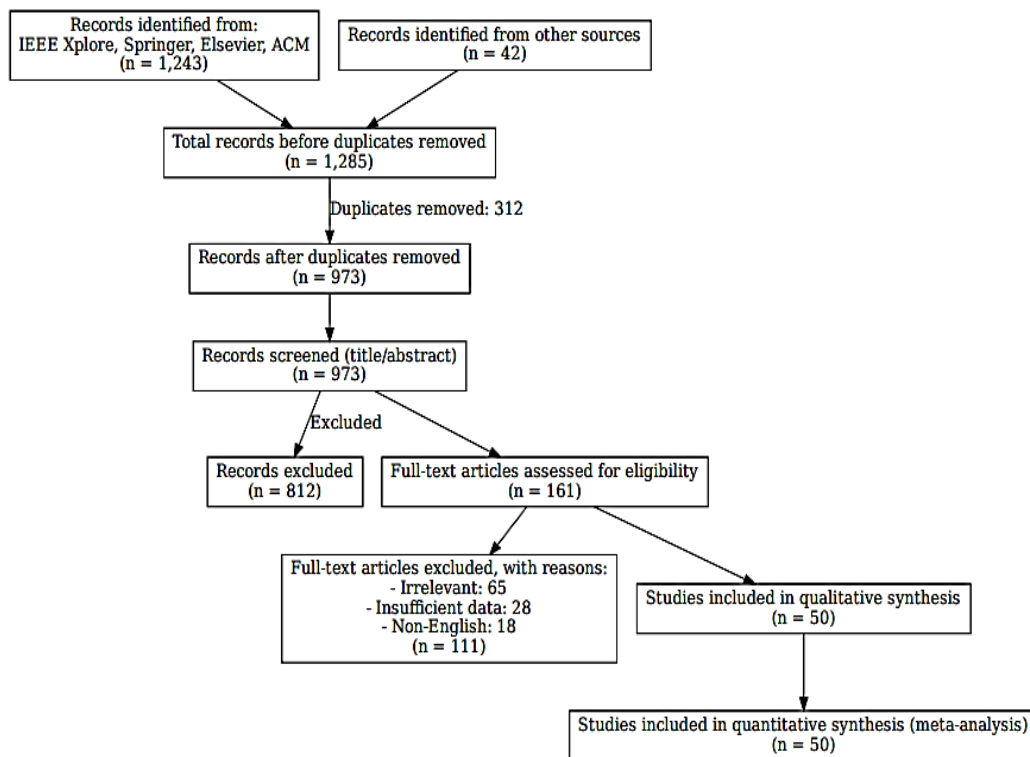 Records identified from:
IEEE Xplore, Springer, Elsevier, ACM
(n = 1,243)
Records identified from other sources
(n = 42)
Total records before duplicates removed
(n = 1,285)
Duplicates removed: 312
Records after duplicates removed
(n = 973)
Records screened (title/abstract)
(n = 973)
Excluded
Records excluded
(n = 812)
Full-text articles assessed for eligibility
(n = 161)
Full-text articles excluded, with reasons:
- Irrelevant: 65
- Insufficient data: 28
- Non-English: 18
(n = 111)
Studies included in qualitative synthesis
(n = 50)
Studies included in quantitative synthesis (meta-analysis)
(n = 50)